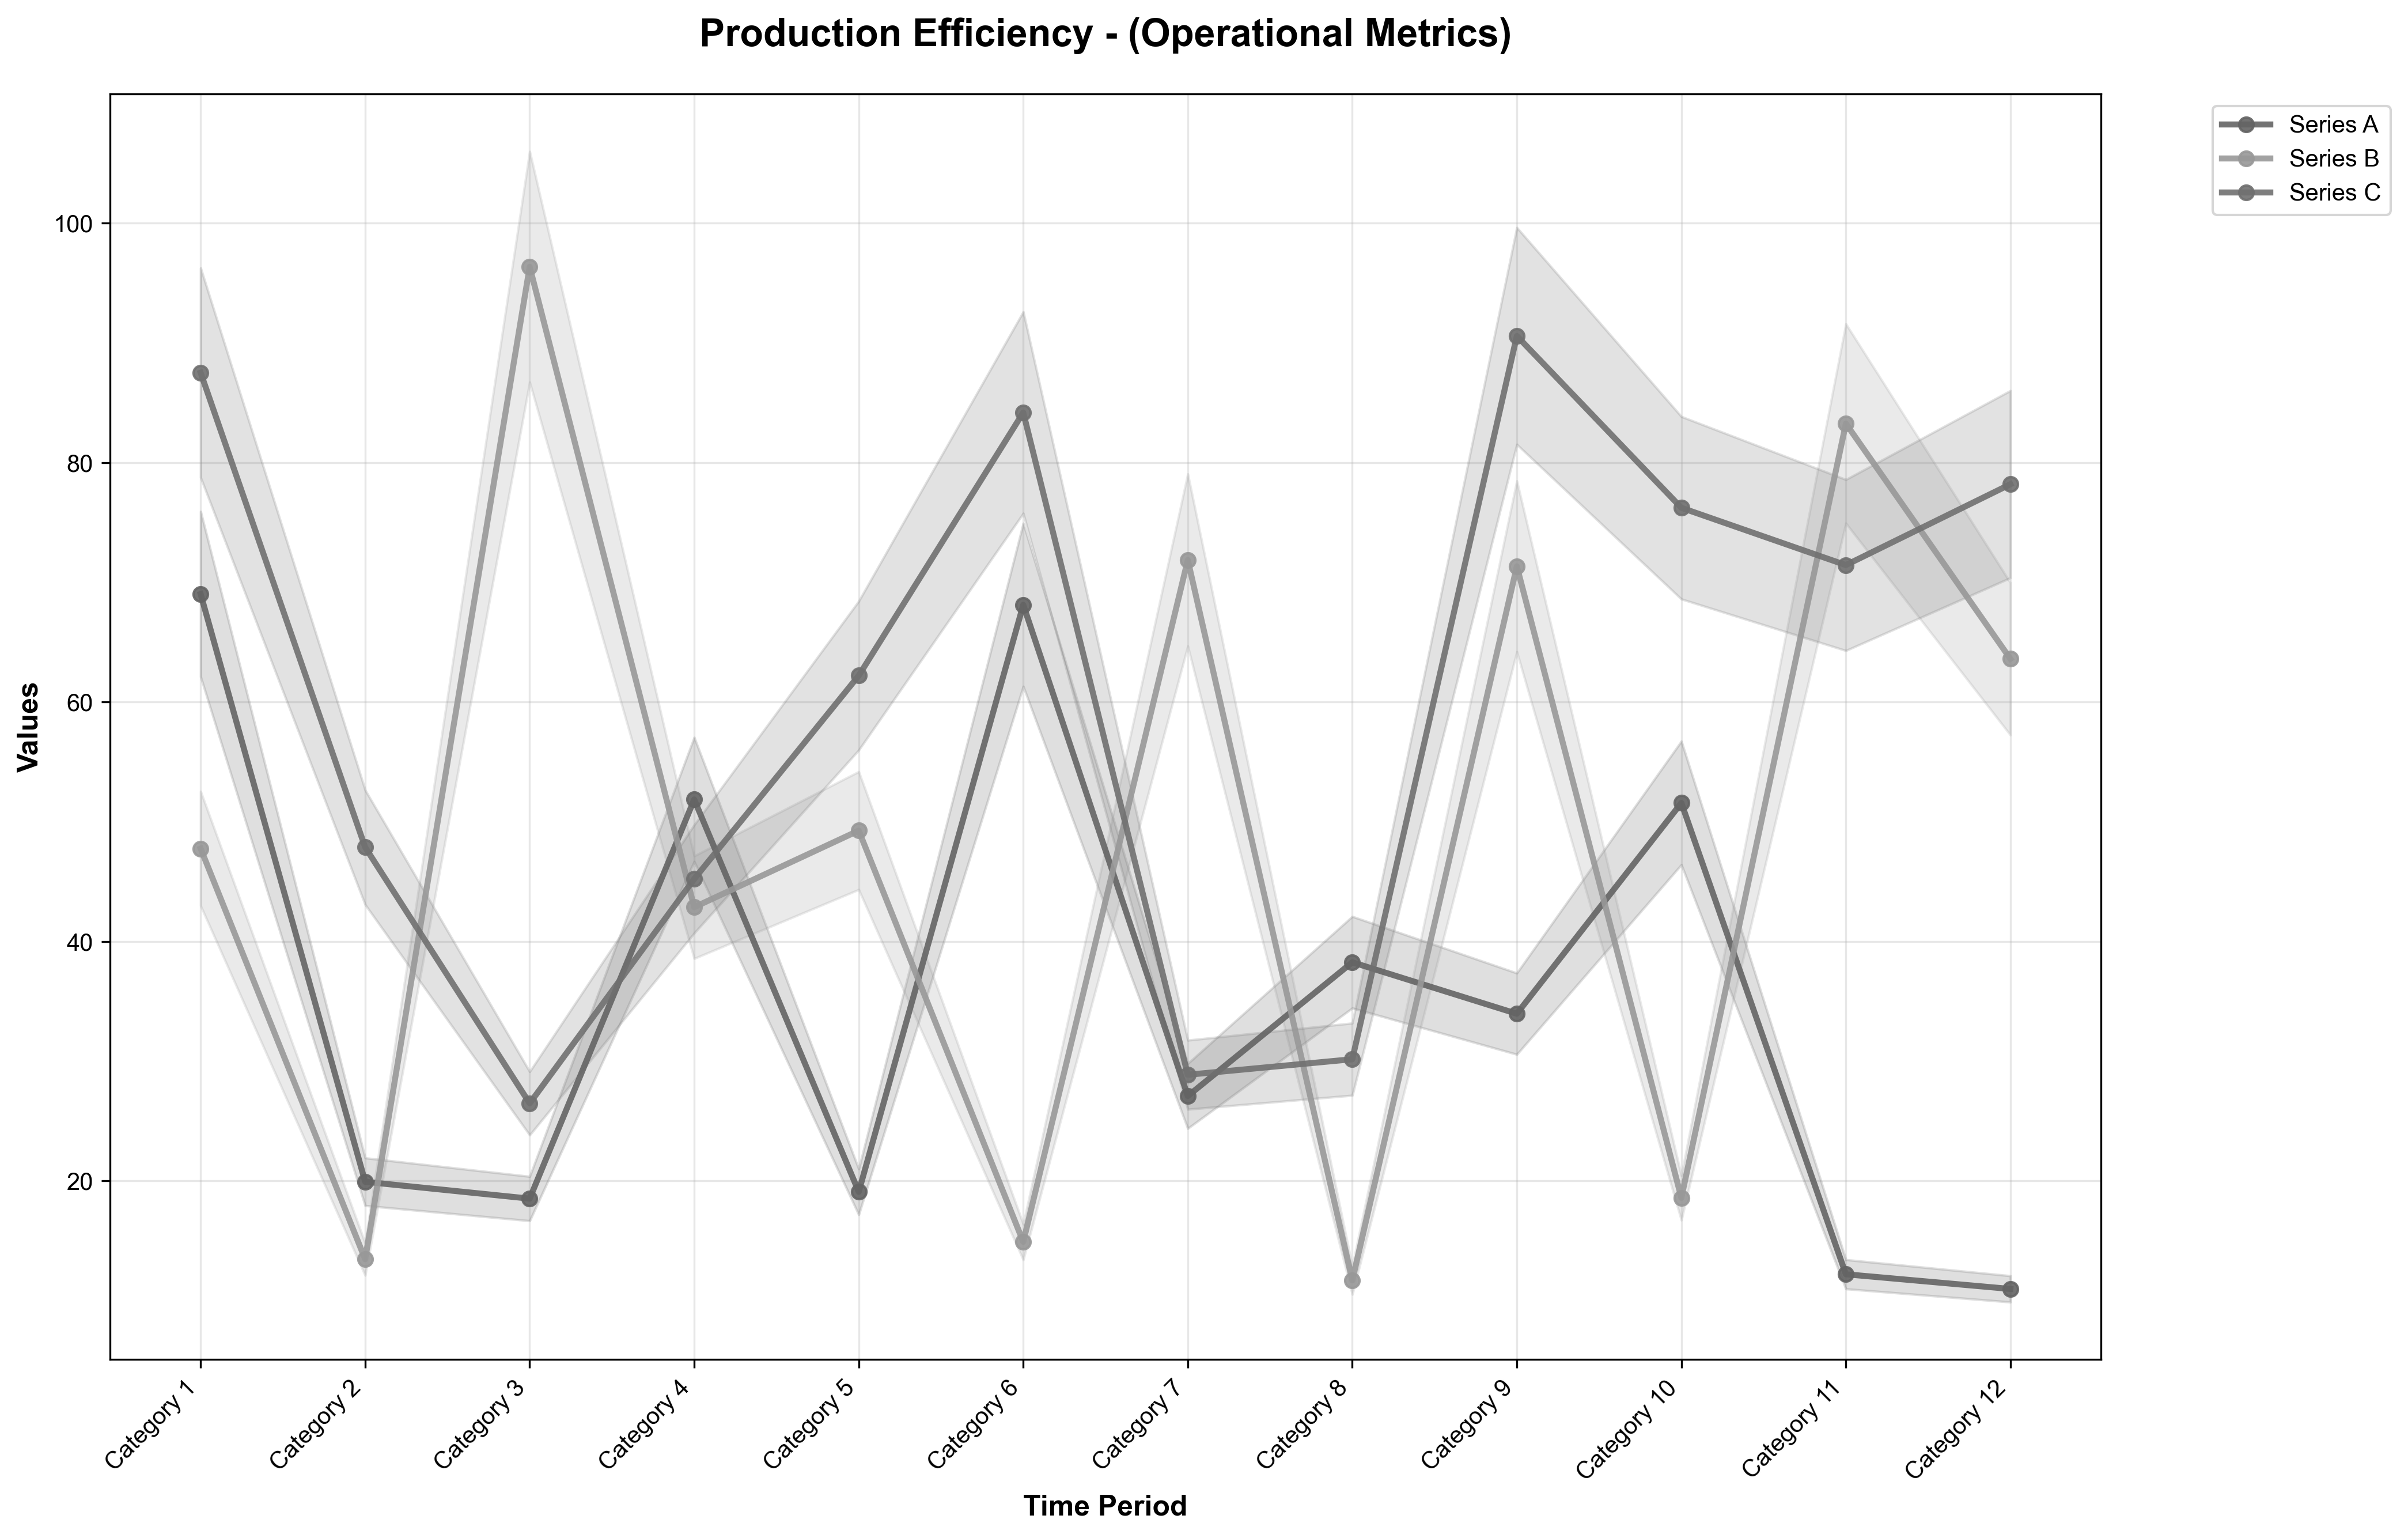 Production Efficiency - (Operational Metrics)
Series A
Series B
Series C
Values
100
80
60
40
20
Category 1
Category 2
Category 3
Category 4
Category 5
Category 6
Category 7
Category 8
Category 9
Category 10
Category 11
Category 12
Time Period